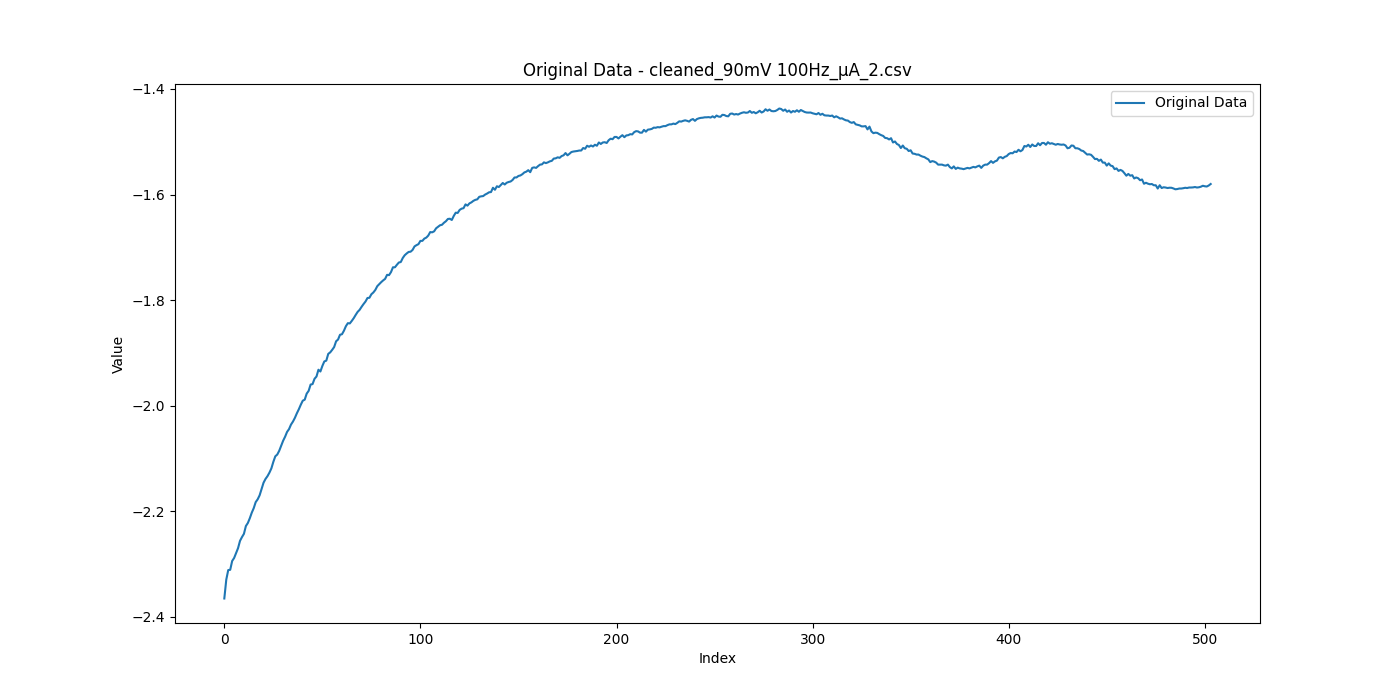 Original Data - cleaned_90mV 100Hz_μA_2.csv
Original Data
Value
−1.4
−1.6
−1.8
−2.0
−2.2
−2.4
0 100 200 300 400 500
Index